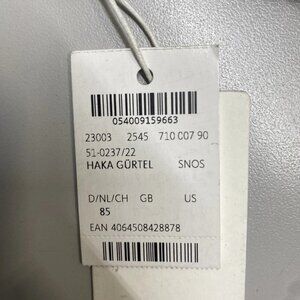 054009159663
23003 2545 710 007 90
51-0237/22
HAKA GÜRTEL SNOS
D/NL/CH GB US
85
EAN 4064508428878